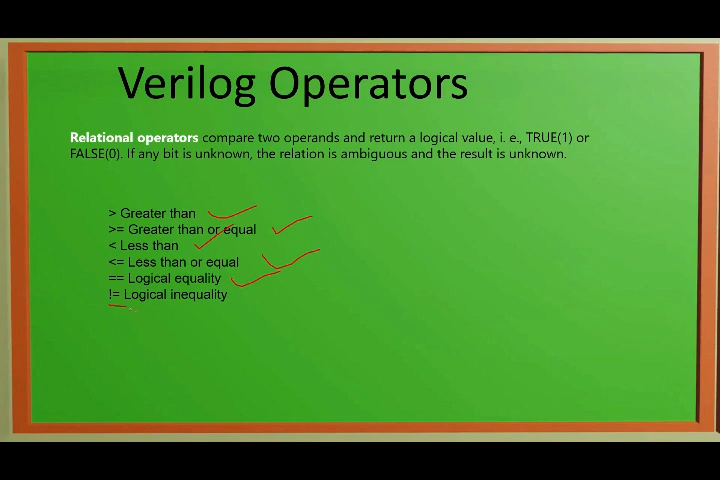 Verilog Operators
Relational operators compare two operands and return a logical value, i. e., TRUE(1) or
FALSE(0). If any bit is unknown, the relation is ambiguous and the result is unknown.
> Greater than
>= Greater than or equal
< Less than
<= Less than or equal
== Logical equality
!= Logical inequality